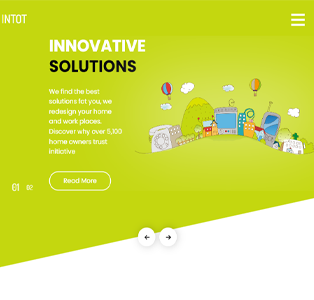 INTOT
INNOVATIVE
SOLUTIONS
We find the best
solutions fot you, we
redesign your home
and work places.
Discover why over 5,100
home owners trust
Initiative
Read More
01 02